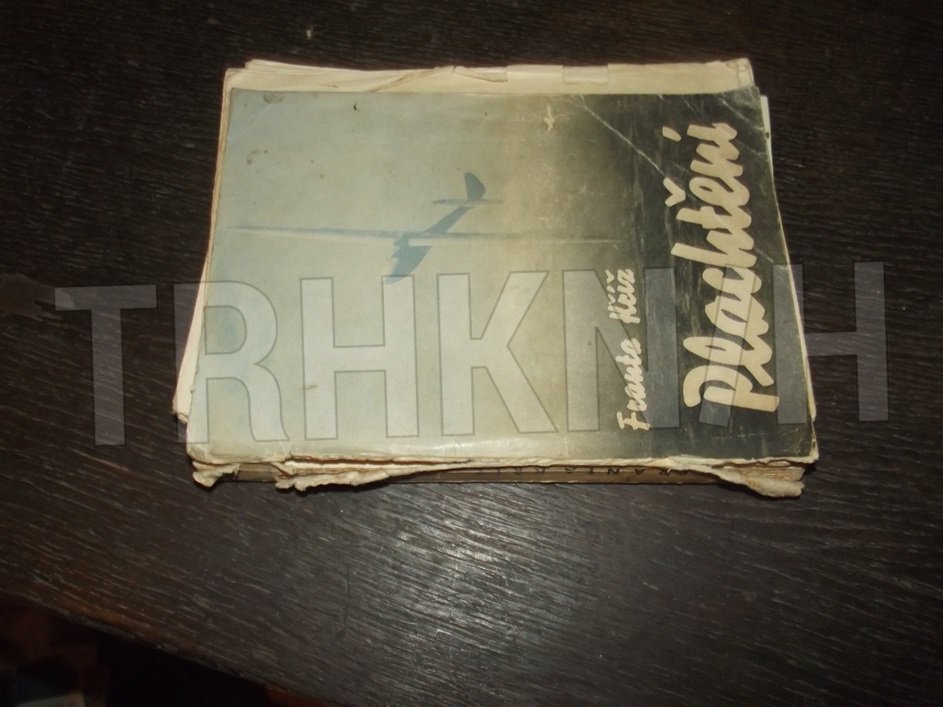 Plachtění
Franta Kříž
TRHKNIH